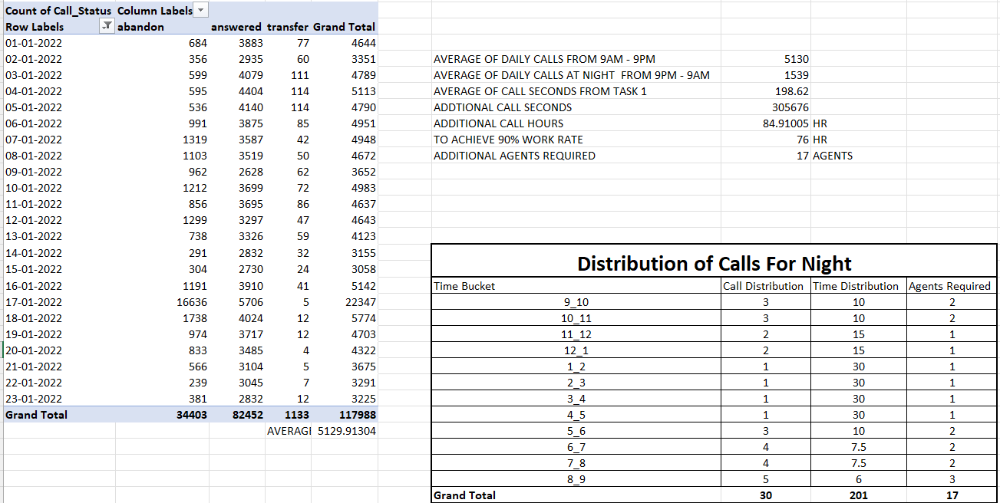 Count of Call_Status Column Labels
Row Labels abandon answered transfer Grand Total
01-01-2022 684 3883 77 4644
02-01-2022 356 2935 60 3351
03-01-2022 599 4079 111 4789
04-01-2022 595 4404 114 5113
05-01-2022 536 4140 114 4790
06-01-2022 991 3875 85 4951
07-01-2022 1319 3587 42 4948
08-01-2022 1103 3519 50 4672
09-01-2022 962 2628 62 3652
10-01-2022 1212 3699 72 4983
11-01-2022 856 3695 86 4637
12-01-2022 1299 3297 47 4643
13-01-2022 738 3326 59 4123
14-01-2022 291 2832 32 3155
15-01-2022 304 2730 24 3058
16-01-2022 1191 3910 41 5142
17-01-2022 16636 5706 5 22347
18-01-2022 1738 4024 12 5774
19-01-2022 974 3717 12 4703
20-01-2022 833 3485 4 4322
21-01-2022 566 3104 5 3675
22-01-2022 239 3045 7 3291
23-01-2022 381 2832 12 3225
Grand Total 34403 82452 1133 117988
AVERAGI 5129.91304
AVERAGE OF DAILY CALLS FROM 9AM - 9PM 5130
AVERAGE OF DAILY CALLS AT NIGHT FROM 9PM - 9AM 1539
AVERAGE OF CALL SECONDS FROM TASK 1 198.62
ADDTIONAL CALL SECONDS 305676
ADDITIONAL CALL HOURS 84.91005 HR
TO ACHIEVE 90% WORK RATE 76 HR
ADDITIONAL AGENTS REQUIRED 17 AGENTS
Distribution of Calls For Night
Time Bucket Call Distribution Time Distribution Agents Required
9_10 3 10 2
10_11 3 10 2
11_12 2 15 1
12_1 2 15 1
1_2 1 30 1
2_3 1 30 1
3_4 1 30 1
4_5 1 30 1
5_6 3 10 2
6_7 4 7.5 2
7_8 4 7.5 2
8_9 5 6 3
Grand Total 30 201 17